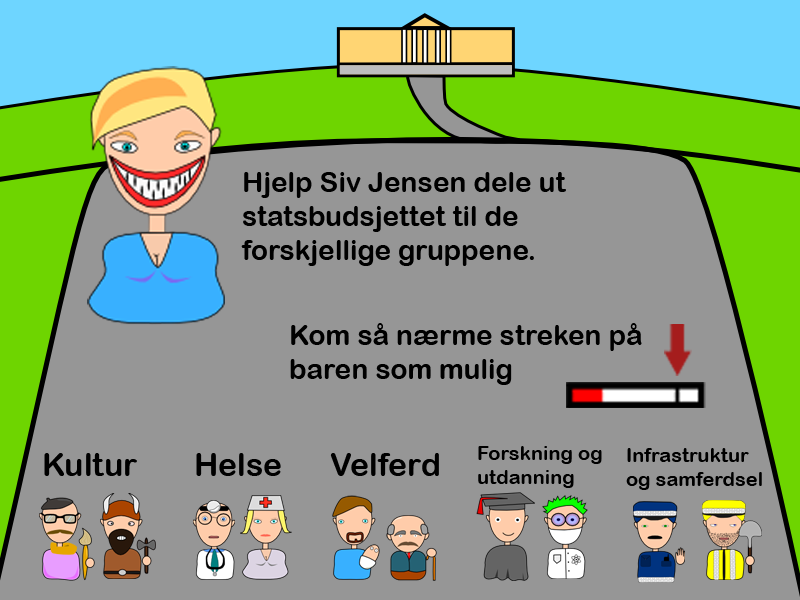 Hjelp Siv Jensen dele ut
statsbudsjettet til de
forskjellige gruppene.
Kom så nærme streken på
baren som mulig
Kultur
Helse
Velferd
Forskning og
utdanning
Infrastruktur
og samferdsel